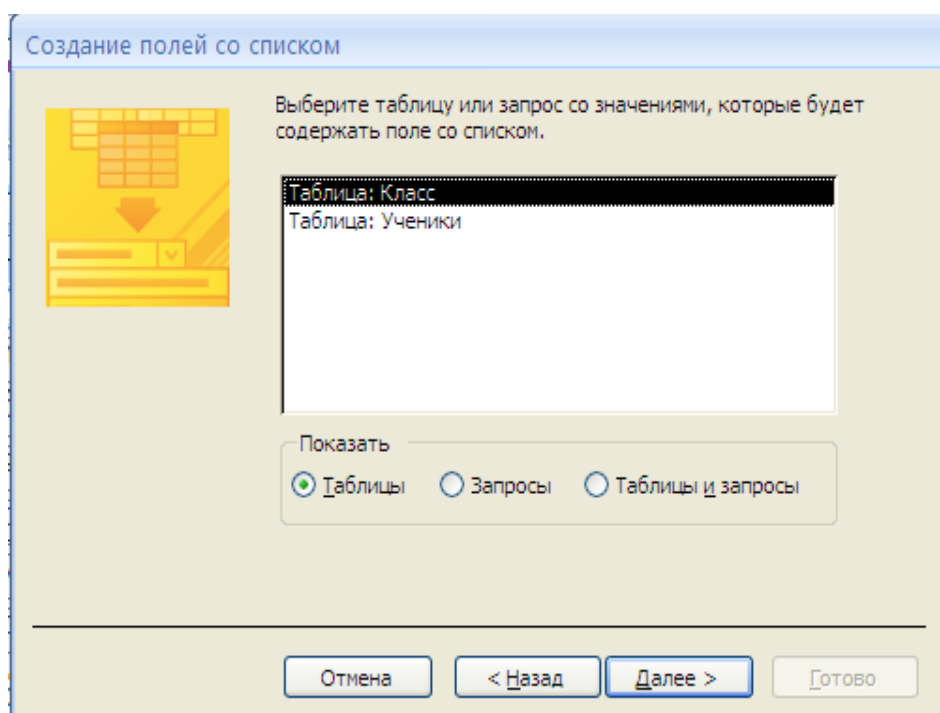 Создание полей со списком
Выберите таблицу или запрос со значениями, которые будет
содержать поле со списком.
Таблица: Класс
Таблица: Ученики
Показать
Таблицы Запросы Таблицы и запросы
Отмена < Назад Далее > Готово